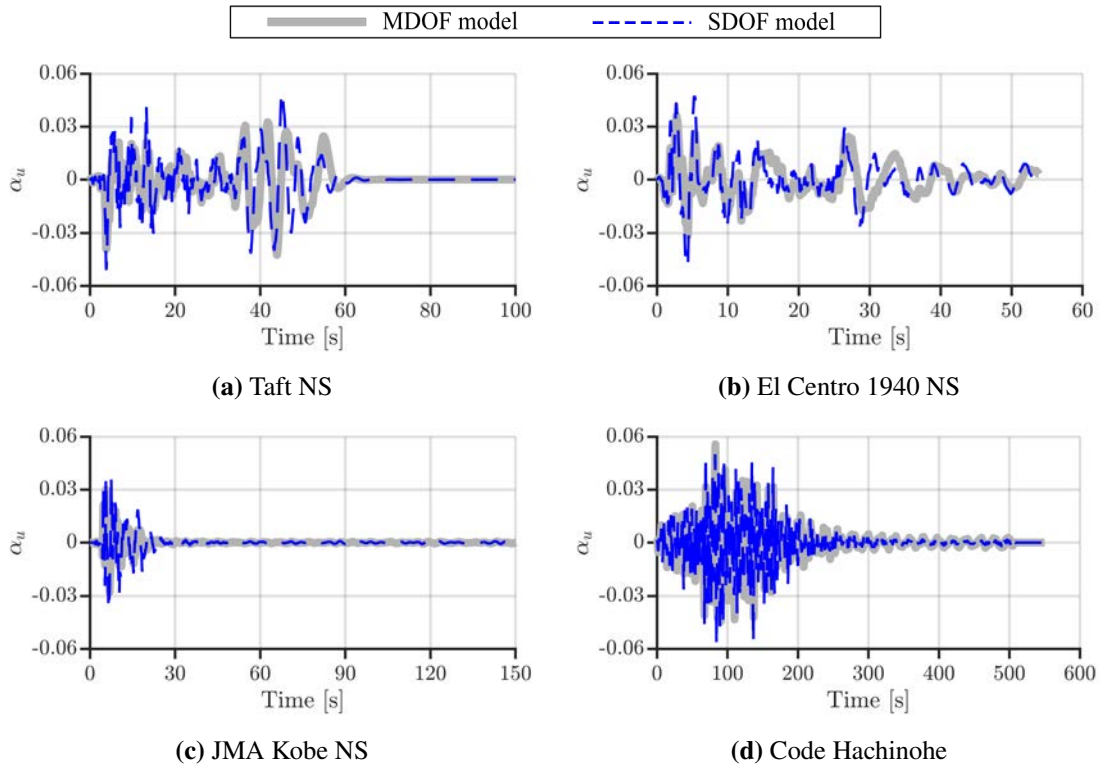 MDOF model SDOF model
0.06 0.06
0.03 0.03
α_u 0 α_u 0
-0.03 -0.03
-0.06 -0.06
0 20 40 60 80 100 0 10 20 30 40 50 60
Time [s] Time [s]
(a) Taft NS (b) El Centro 1940 NS
0.06 0.06
0.03 0.03
α_u 0 α_u 0
-0.03 -0.03
-0.06 -0.06
0 30 60 90 120 150 0 100 200 300 400 500 600
Time [s] Time [s]
(c) JMA Kobe NS (d) Code Hachinohe